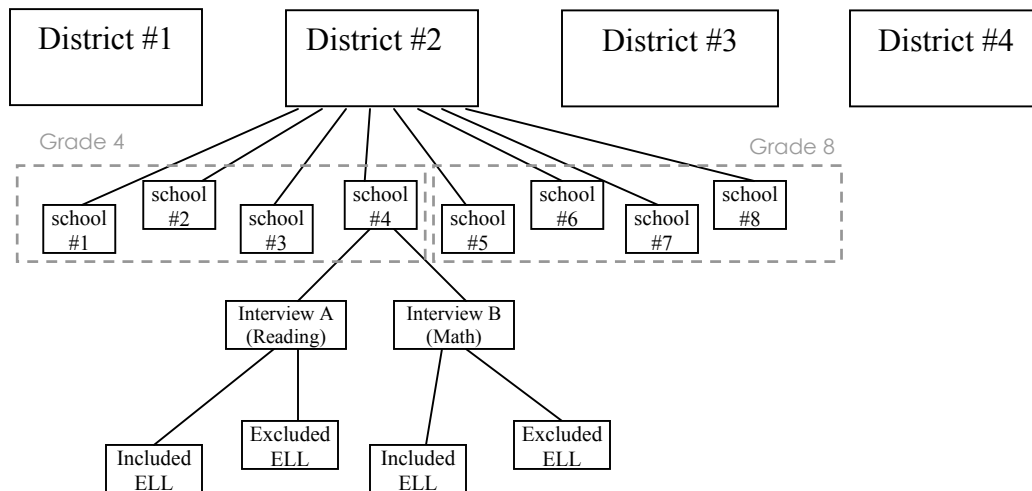 District #1
District #2
District #3
District #4
Grade 4
Grade 8
school
#1
school
#2
school
#3
school
#4
school
#5
school
#6
school
#7
school
#8
Interview A
(Reading)
Interview B
(Math)
Included
ELL
Excluded
ELL
Included
ELL
Excluded
ELL